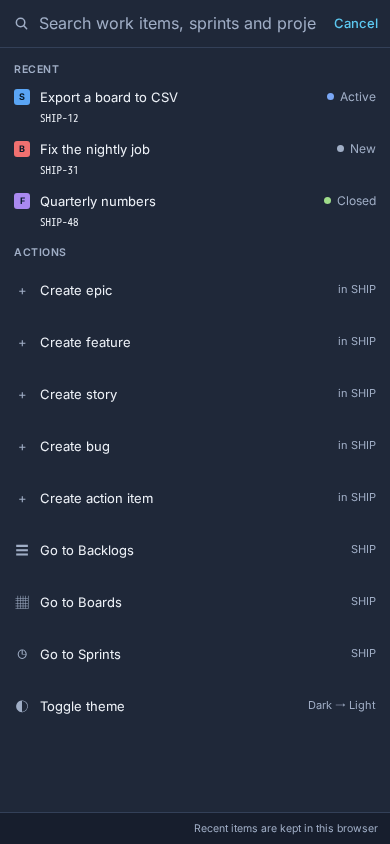 Search work items, sprints and proje Cancel
RECENT
S Export a board to CSV Active
SHIP-12
B Fix the nightly job New
SHIP-31
F Quarterly numbers Closed
SHIP-48
ACTIONS
+ Create epic in SHIP
+ Create feature in SHIP
+ Create story in SHIP
+ Create bug in SHIP
+ Create action item in SHIP
Go to Backlogs SHIP
Go to Boards SHIP
Go to Sprints SHIP
Toggle theme Dark → Light
Recent items are kept in this browser